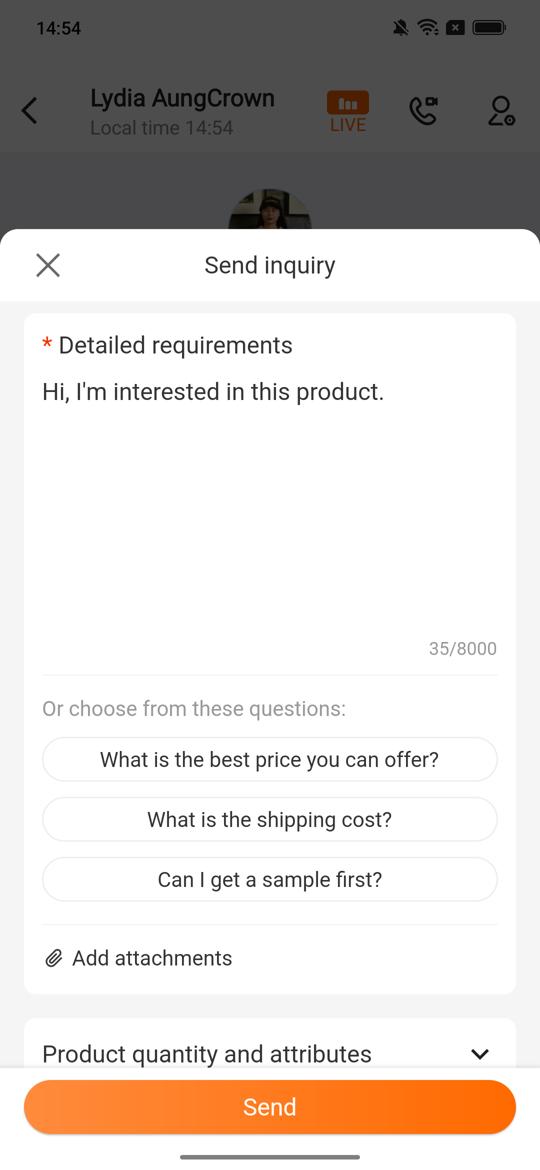 14:54
Lydia AungCrown
Local time 14:54
LIVE
Send inquiry
* Detailed requirements
Hi, I'm interested in this product.
35/8000
Or choose from these questions:
What is the best price you can offer?
What is the shipping cost?
Can I get a sample first?
Add attachments
Product quantity and attributes
Send